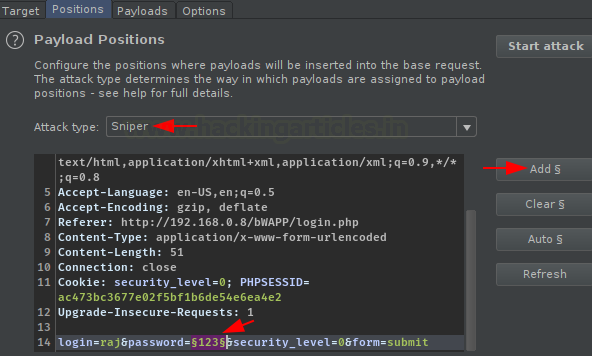 Target Positions Payloads Options
? Payload Positions
Start attack
Configure the positions where payloads will be inserted into the base request.
The attack type determines the way in which payloads are assigned to payload
positions - see help for full details.
Attack type: Sniper
hackingarticles.in
text/html,application/xhtml+xml,application/xml;q=0.9,*/*
;q=0.8
5 Accept-Language: en-US,en;q=0.5
6 Accept-Encoding: gzip, deflate
7 Referer: http://192.168.0.8/bWAPP/login.php
8 Content-Type: application/x-www-form-urlencoded
9 Content-Length: 51
10 Connection: close
11 Cookie: security_level=0; PHPSESSID=
ac473bc3677e02f5bf1b6de54e6ea4e2
12 Upgrade-Insecure-Requests: 1
13
14 login=raj&password=§123§&security_level=0&form=submit
Add §
Clear §
Auto §
Refresh